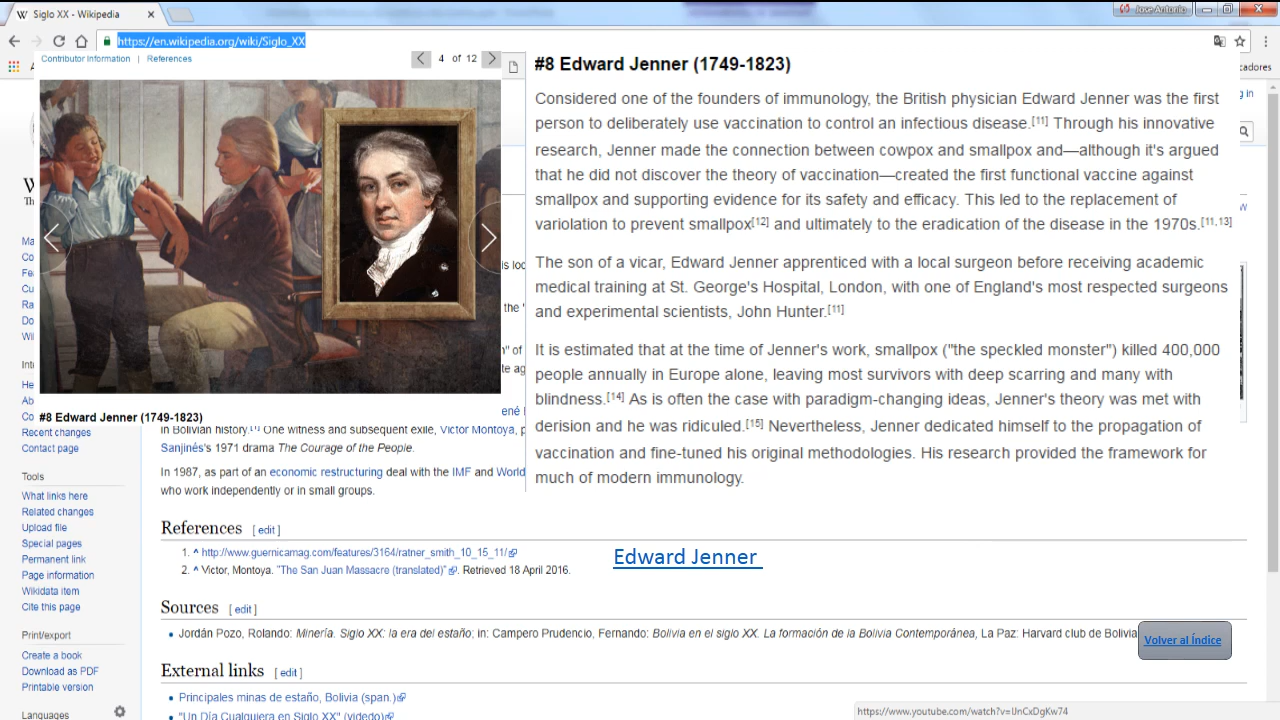 Siglo XX - Wikipedia
Jose Antonio
https://en.wikipedia.org/wiki/Siglo_XX
Contributor Information | References
4 of 12
#8 Edward Jenner (1749-1823)
Considered one of the founders of immunology, the British physician Edward Jenner was the first
person to deliberately use vaccination to control an infectious disease.[11] Through his innovative
research, Jenner made the connection between cowpox and smallpox and—although it's argued
that he did not discover the theory of vaccination—created the first functional vaccine against
smallpox and supporting evidence for its safety and efficacy. This led to the replacement of
variolation to prevent smallpox[12] and ultimately to the eradication of the disease in the 1970s.[11,13]
The son of a vicar, Edward Jenner apprenticed with a local surgeon before receiving academic
medical training at St. George's Hospital, London, with one of England's most respected surgeons
and experimental scientists, John Hunter.[11]
It is estimated that at the time of Jenner's work, smallpox ("the speckled monster") killed 400,000
people annually in Europe alone, leaving most survivors with deep scarring and many with
blindness.[14] As is often the case with paradigm-changing ideas, Jenner's theory was met with
derision and he was ridiculed.[15] Nevertheless, Jenner dedicated himself to the propagation of
vaccination and fine-tuned his original methodologies. His research provided the framework for
much of modern immunology.
#8 Edward Jenner (1749-1823)
in Bolivian history.[1] One witness and subsequent exile, Victor Montoya, p
Sanjinés's 1971 drama The Courage of the People.
In 1987, as part of an economic restructuring deal with the IMF and World
who work independently or in small groups.
References [ edit ]
1. ^ http://www.guernicamag.com/features/3164/ratner_smith_10_15_11/
2. ^ Victor, Montoya. "The San Juan Massacre (translated)". Retrieved 18 April 2016.
Edward Jenner
Sources [ edit ]
• Jordán Pozo, Rolando: Minería. Siglo XX: la era del estaño; in: Campero Prudencio, Fernando: Bolivia en el siglo XX. La formación de la Bolivia Contemporánea, La Paz: Harvard club de Bolivia
Volver al Índice
External links [ edit ]
• Principales minas de estaño, Bolivia (span.)
• "Un Día Cualquiera en Siglo XX" (videdo)
Recent changes
Contact page
Tools
What links here
Related changes
Upload file
Special pages
Permanent link
Page information
Wikidata item
Cite this page
Print/export
Create a book
Download as PDF
Printable version
Languages
https://www.youtube.com/watch?v=UnCxDgKw74